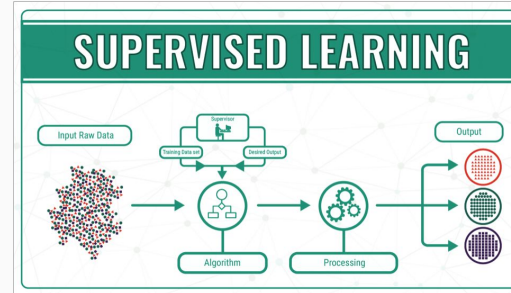 SUPERVISED LEARNING
Supervisor
Input Raw Data
Training Data set
Desired Output
Output
Algorithm
Processing